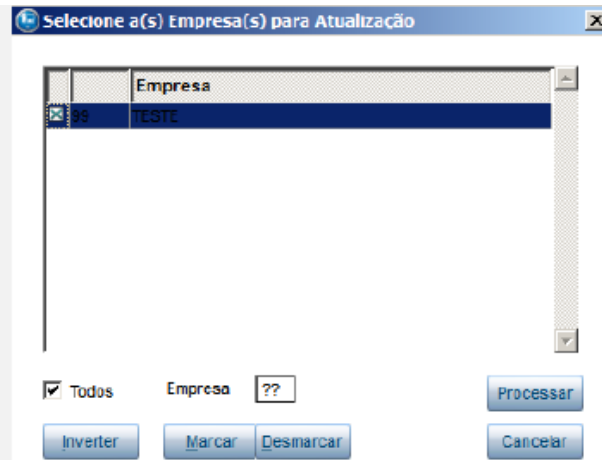 Selecione a(s) Empresa(s) para Atualização
Empresa
99 TESTE
Todos Empresa ?? Processar
Inverter Marcar Desmarcar Cancelar